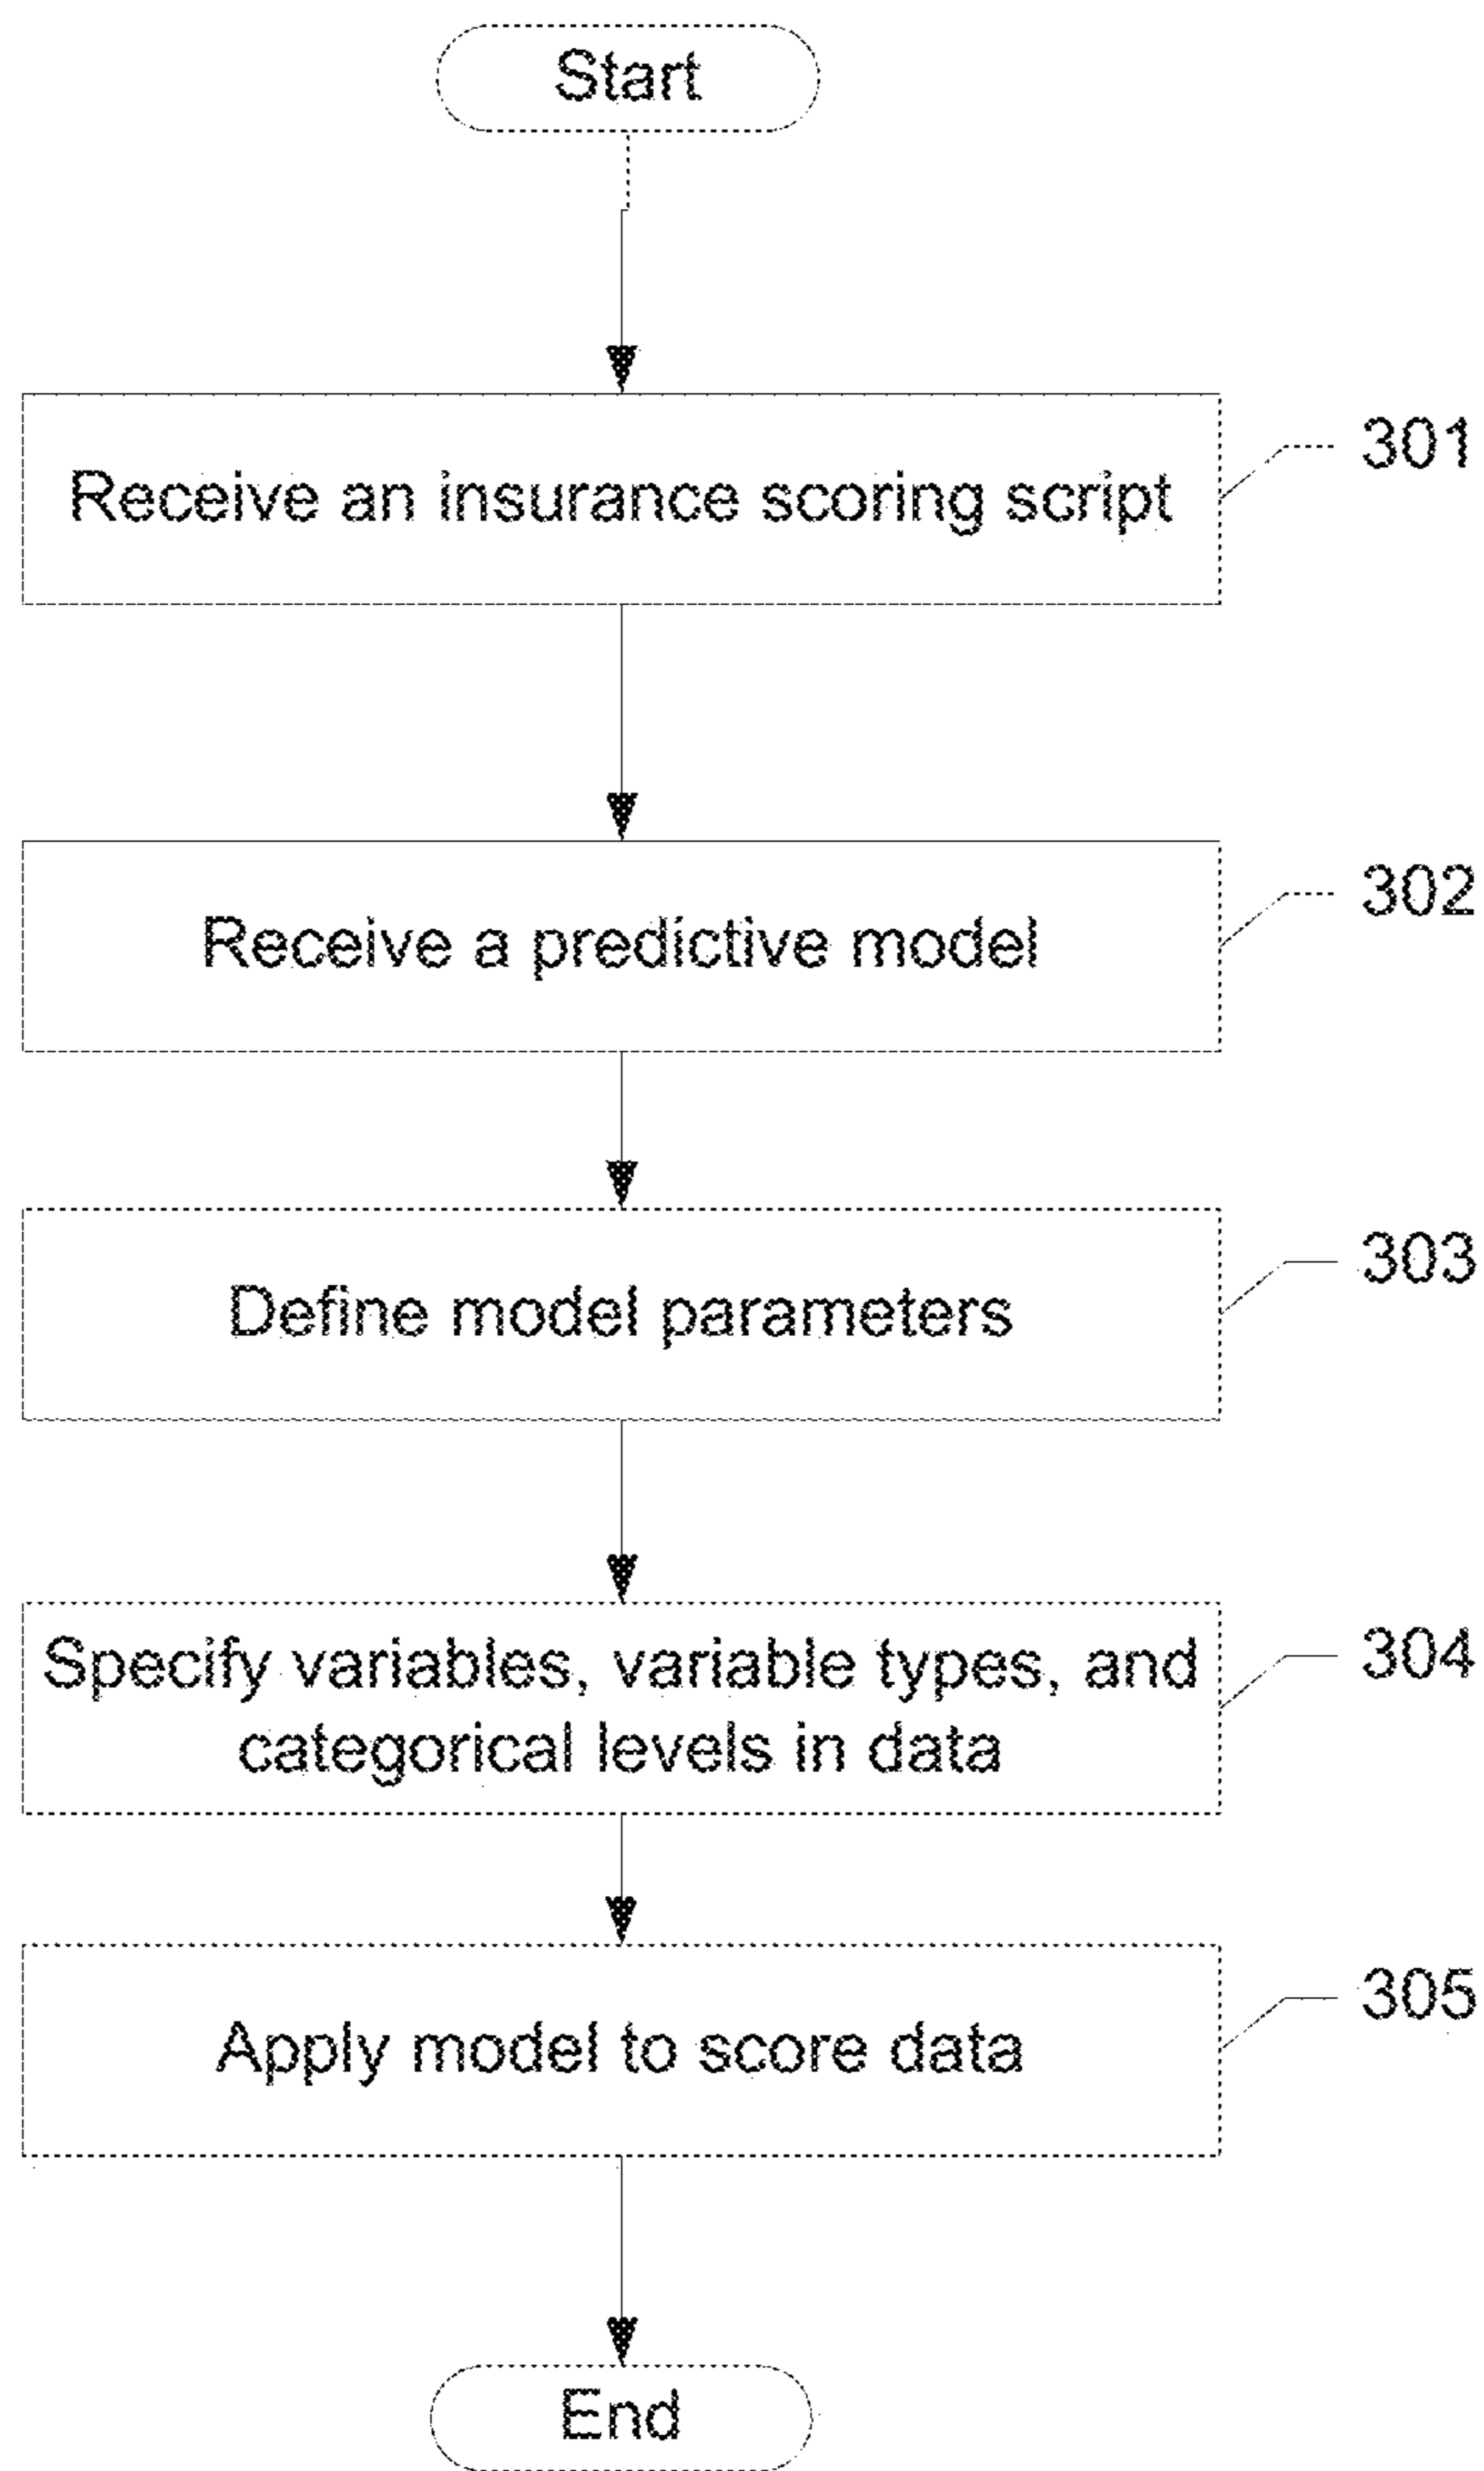 Start
Receive an insurance scoring script
301
Receive a predictive model
302
Define model parameters
303
Specify variables, variable types, and
categorical levels in data
304
Apply model to score data
305
End